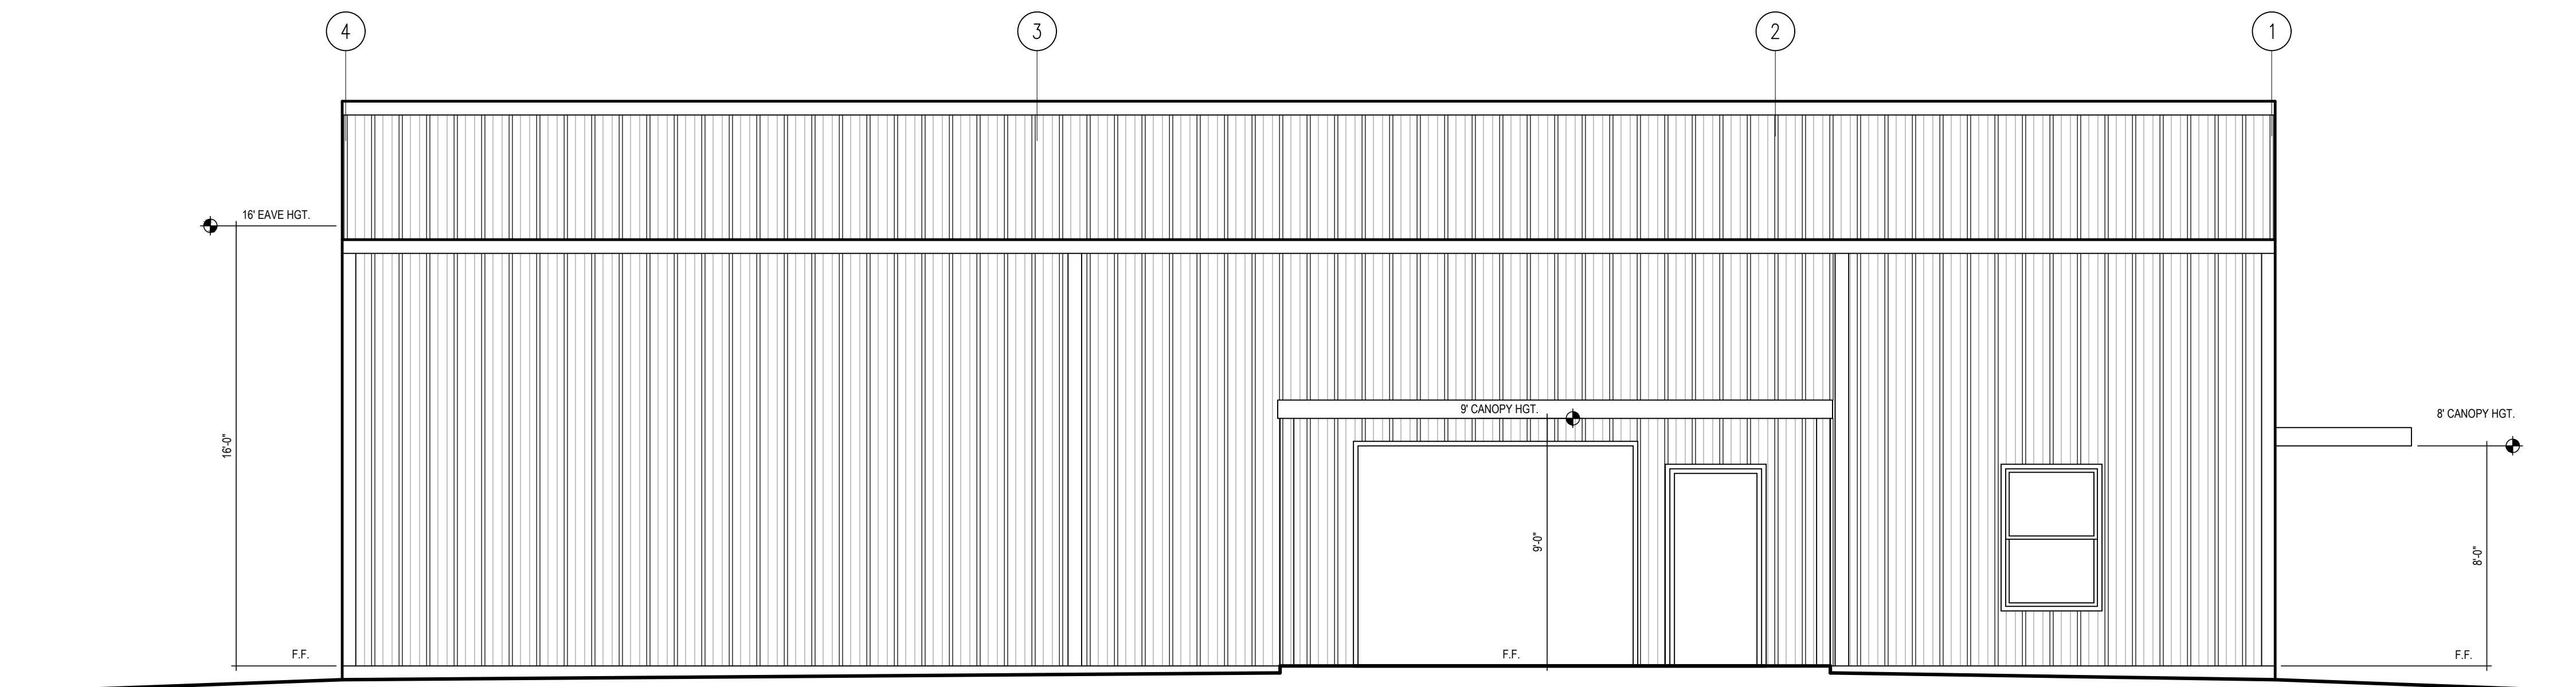 4
3
2
1
16' EAVE HGT.
9' CANOPY HGT.
8' CANOPY HGT.
16'-0"
9'-0"
8'-0"
F.F.
F.F.
F.F.